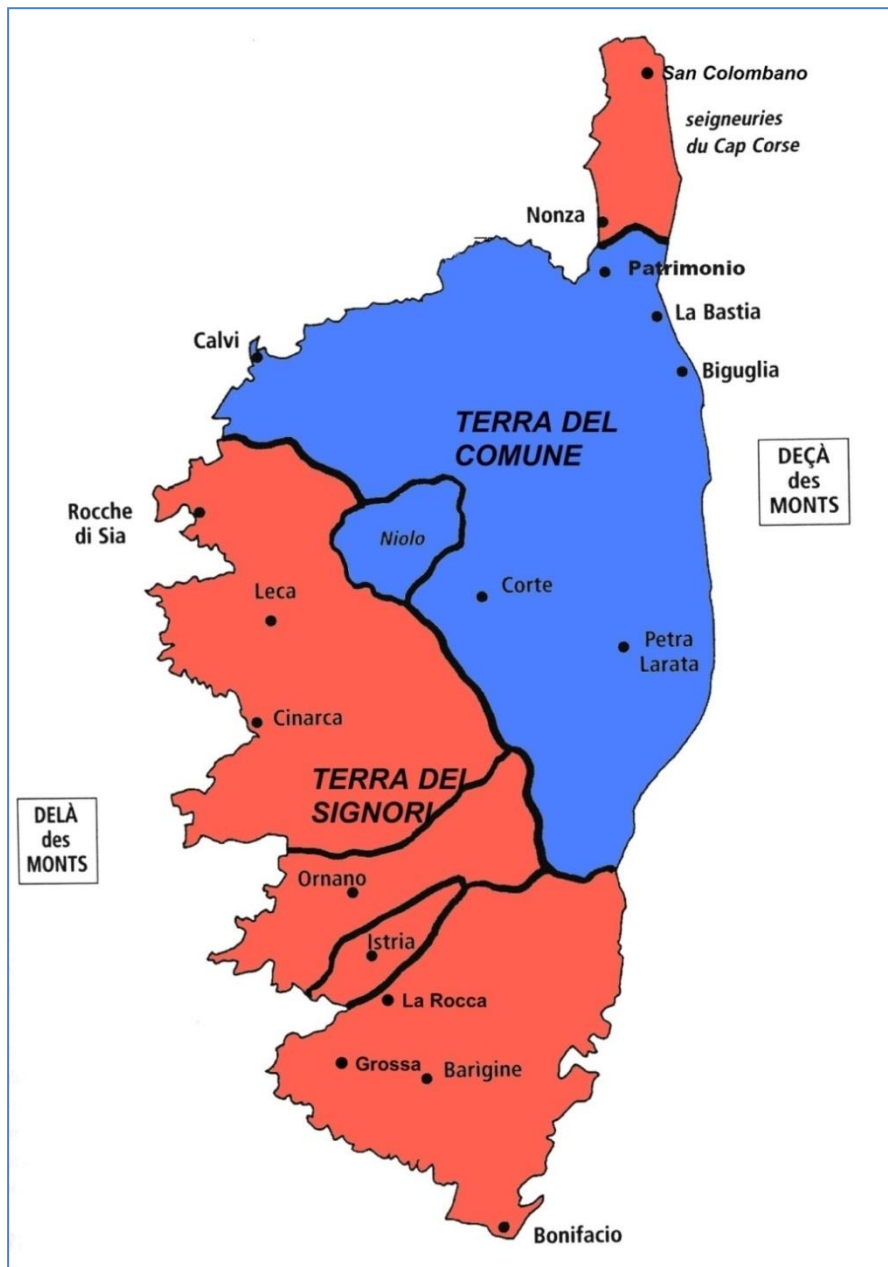 San Colombano
seigneuries
du Cap Corse
Nonza
Patrimonio
La Bastia
Calvi
Biguglia
TERRA DEL
COMUNE
DEÇÀ
des
MONTS
Rocche
di Sia
Niolo
Corte
Leca
Petra
Larata
Cinarca
TERRA DEI
SIGNORI
DELÀ
des
MONTS
Ornano
Istria
La Rocca
Grossa
Barigine
Bonifacio